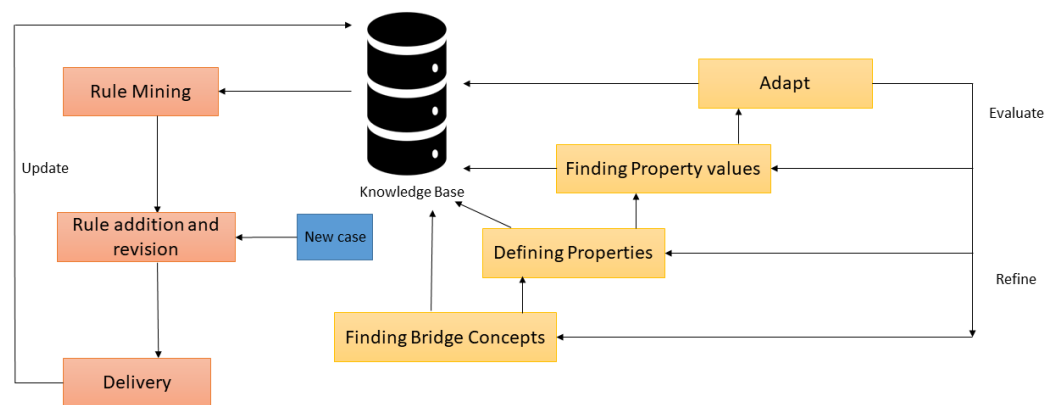 Rule Mining
Adapt
Evaluate
Finding Property values
Update
Knowledge Base
Rule addition and
revision
New case
Defining Properties
Refine
Finding Bridge Concepts
Delivery